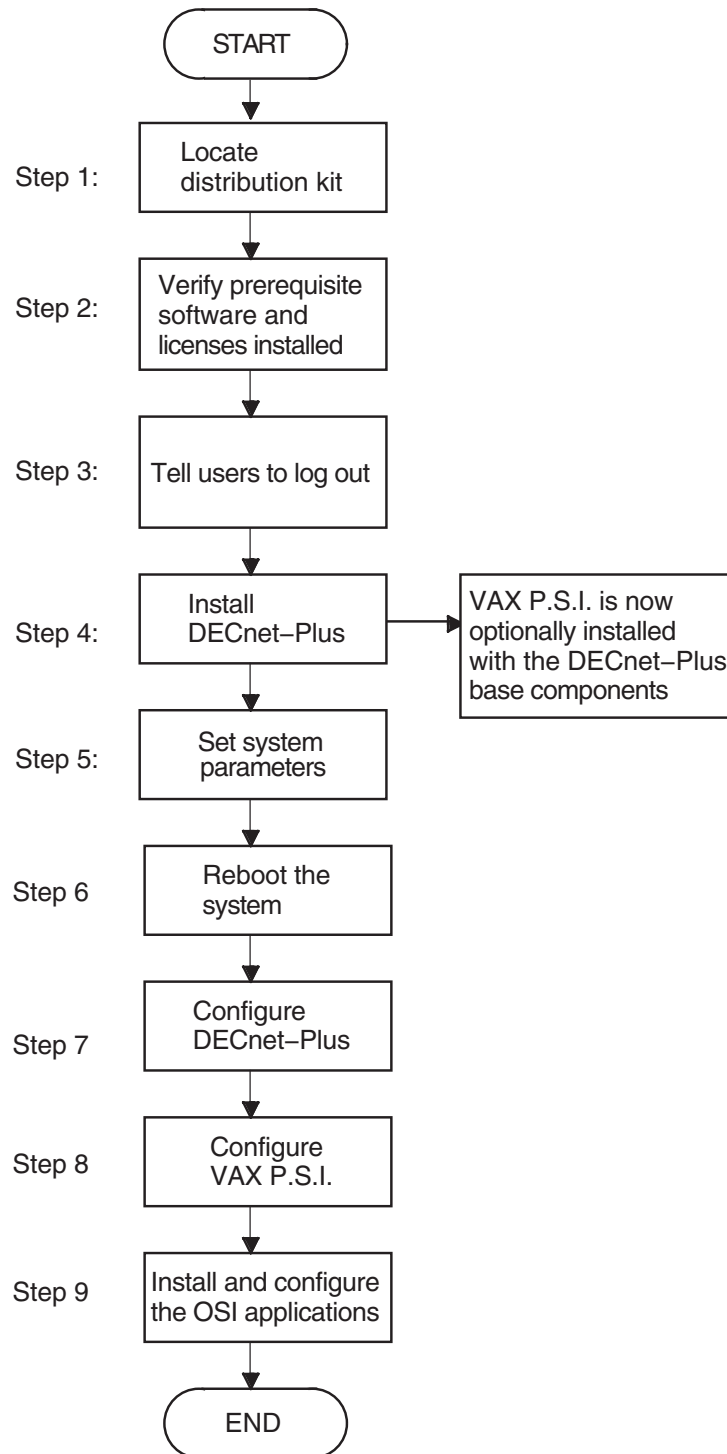 START
Step 1:
Locate
distribution kit
Step 2:
Verify prerequisite
software and
licenses installed
Step 3:
Tell users to log out
Step 4:
Install
DECnet–Plus
VAX P.S.I. is now
optionally installed
with the DECnet–Plus
base components
Step 5:
Set system
parameters
Step 6
Reboot the
system
Step 7
Configure
DECnet–Plus
Step 8
Configure
VAX P.S.I.
Step 9
Install and configure
the OSI applications
END